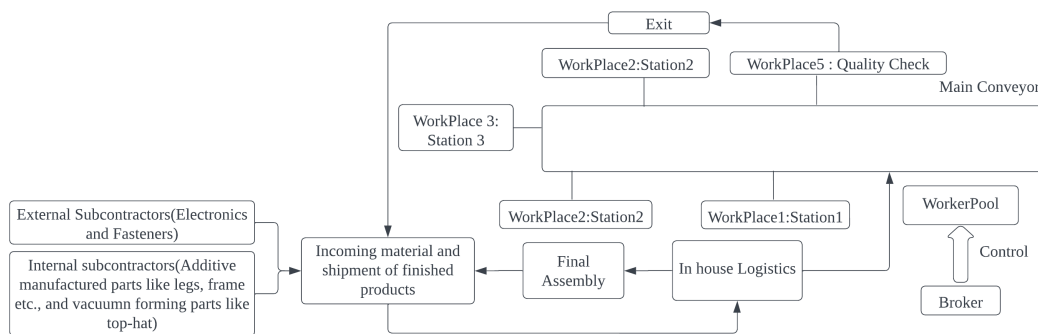 Exit
WorkPlace2:Station2
WorkPlace5 : Quality Check
Main Conveyor
WorkPlace 3:
Station 3
WorkPlace2:Station2
WorkPlace1:Station1
WorkerPool
External Subcontractors(Electronics
and Fasteners)
Incoming material and
shipment of finished
products
Final
Assembly
In house Logistics
Control
Internal subcontractors(Additive
manufactured parts like legs, frame
etc., and vacuumn forming parts like
top-hat)
Broker